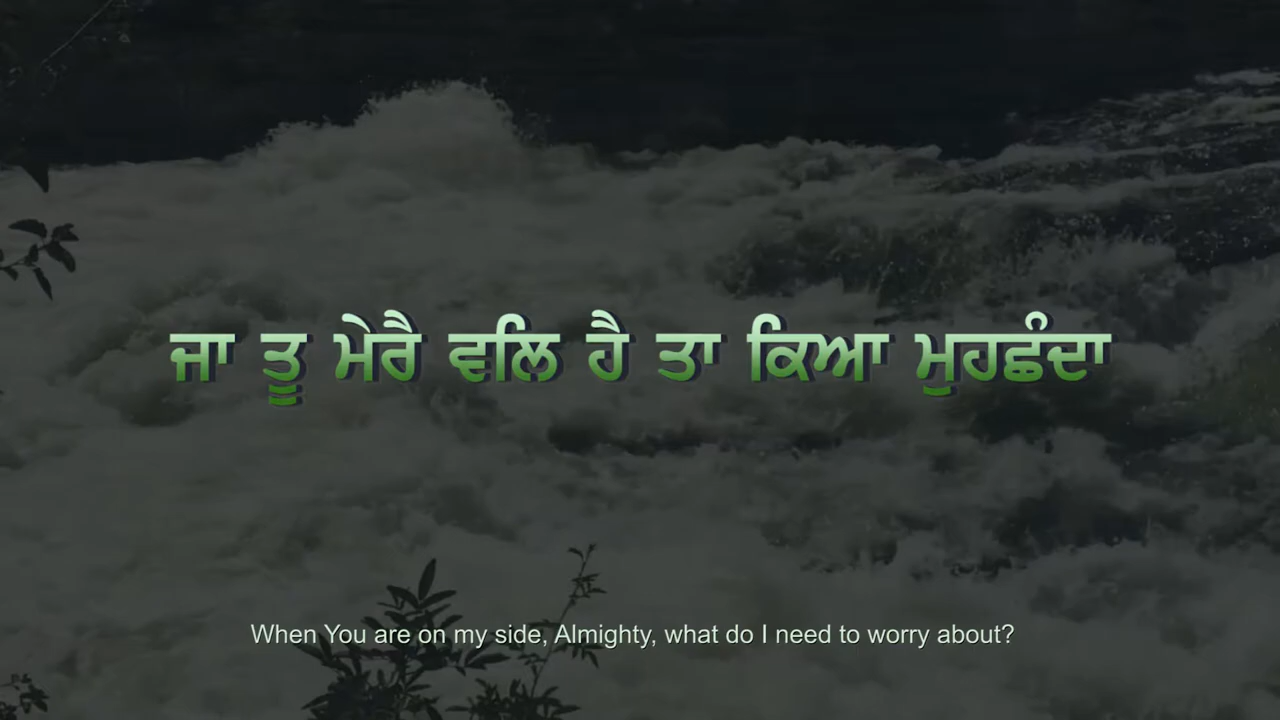 ਜਾ ਤੂ ਮੇਰੈ ਵਲਿ ਹੈ ਤਾ ਕਿਆ ਮੁਹਛੰਦਾ
When You are on my side, Almighty, what do I need to worry about?